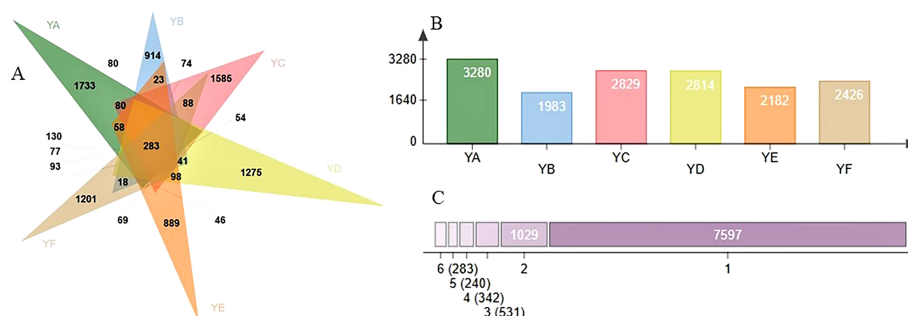 A
YA
YB
YC
YD
YE
YF
914
23
74
80
1733
1585
80
88
58
54
130
77
93
283
41
98
1275
18
1201
69
889
46
B
3280
1640
0
3280
1983
2829
2814
2182
2426
YA
YB
YC
YD
YE
YF
C
1029
7597
6 (283)
5 (240)
4 (342)
3 (531)
2
1